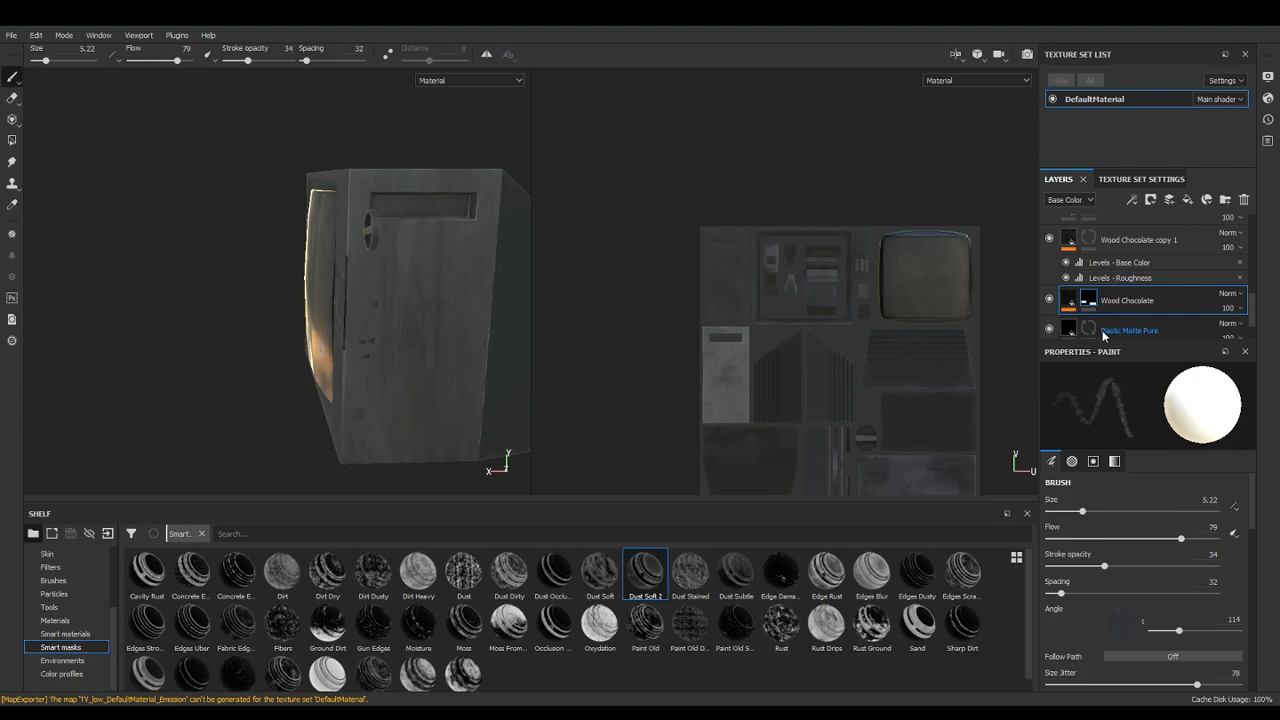 File Edit Mode Window Viewport Plugins Help
Size 5.22 Flow 79 Stroke opacity 34 Spacing 32 Distance
Material
Material
Y
X
V
U
TEXTURE SET LIST
Settings
DefaultMaterial Main shader
LAYERS TEXTURE SET SETTINGS
Base Color
100
Wood Chocolate copy 1 Norm
100
Levels - Base Color
Levels - Roughness
Wood Chocolate Norm
100
Plastic Matte Pure Norm
100
PROPERTIES - PAINT
BRUSH
Size 5.22
Flow 79
Stroke opacity 34
Spacing 32
Angle
114
Follow Path Off
Size Jitter 78
SHELF
Smart... Search...
Skin
Filters
Brushes
Particles
Tools
Materials
Smart materials
Smart masks
Environments
Color profiles
Cavity Rust Concrete E... Concrete E... Dirt Dirt Dry Dirt Dusty Dirt Heavy Dust Dust Dirty Dust Occlu... Dust Soft Dust Soft 2 Dust Stained Dust Subtle Edge Dama... Edge Rust Edges Blur Edges Dusty Edges Scra...
Edges Stro... Edges Uber Fabric Edg... Fibers Ground Dirt Gun Edges Moisture Moss Moss From... Occlusion ... Oxydation Paint Old Paint Old D... Paint Old S... Rust Rust Drips Rust Ground Sand Sharp Dirt
[MapExporter] The map 'TV_low_DefaultMaterial_Emission' can't be generated for the texture set 'DefaultMaterial'.
Cache Disk Usage: 100%